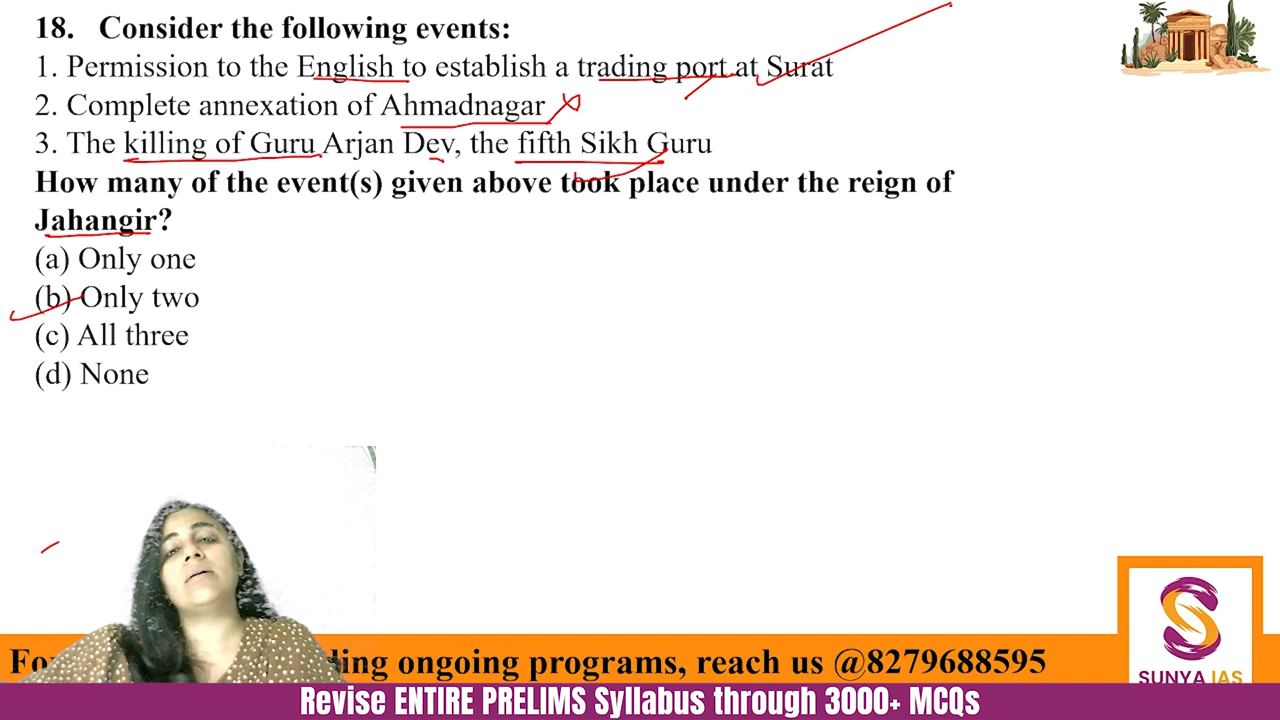 18. Consider the following events:
1. Permission to the English to establish a trading port at Surat
2. Complete annexation of Ahmadnagar
3. The killing of Guru Arjan Dev, the fifth Sikh Guru
How many of the event(s) given above took place under the reign of
Jahangir?
(a) Only one
(b) Only two
(c) All three
(d) None
ongoing programs, reach us @8279688595
SUNYA IAS
Revise ENTIRE PRELIMS Syllabus through 3000+ MCQs